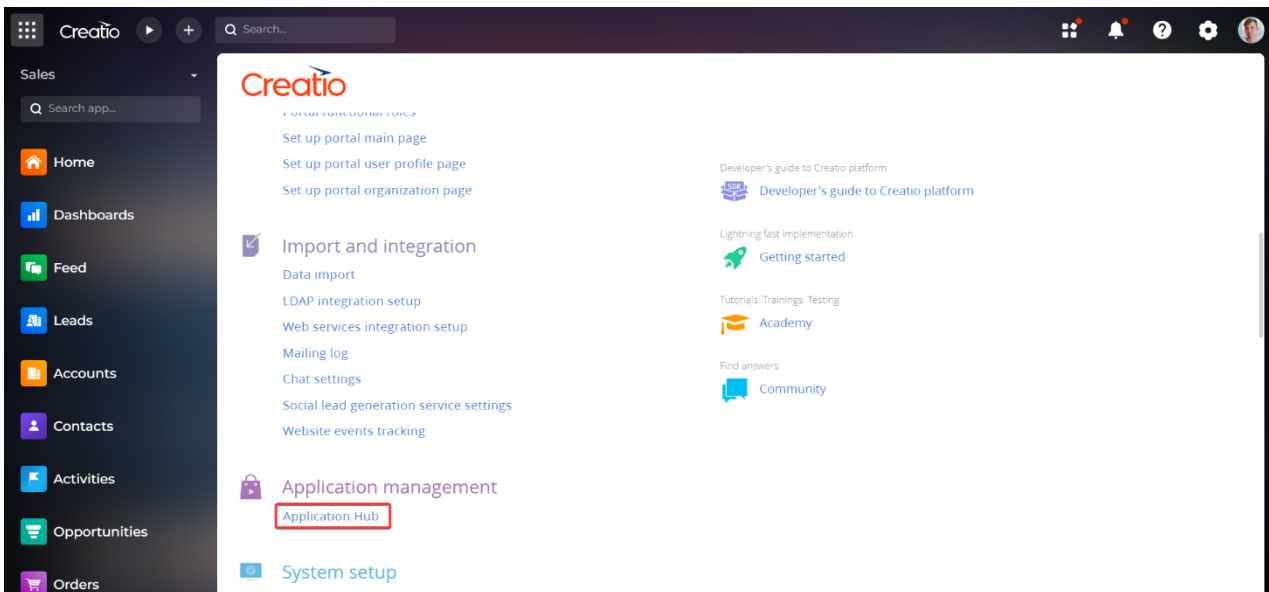 Creatio
Search...
Sales
Search app...
Home
Dashboards
Feed
Leads
Accounts
Contacts
Activities
Opportunities
Orders
Creatio
Portal functional roles
Set up portal main page
Set up portal user profile page
Set up portal organization page
Import and integration
Data import
LDAP integration setup
Web services integration setup
Mailing log
Chat settings
Social lead generation service settings
Website events tracking
Application management
Application Hub
System setup
Developer's guide to Creatio platform
SDK
Developer's guide to Creatio platform
Lightning fast implementation
Getting started
Tutorials. Trainings. Testing
Academy
Find answers
Community